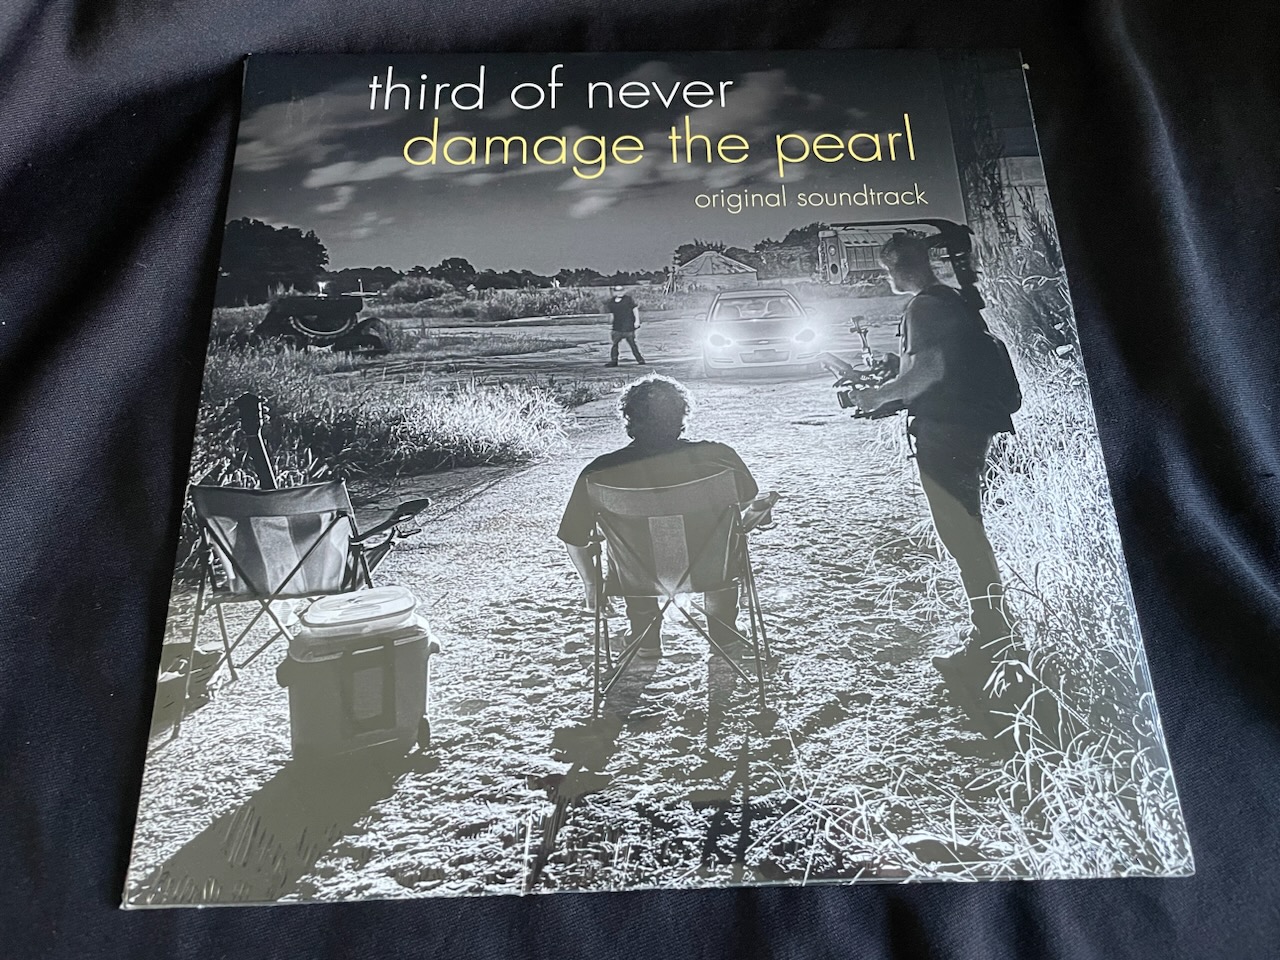 third of never
damage the pearl
original soundtrack